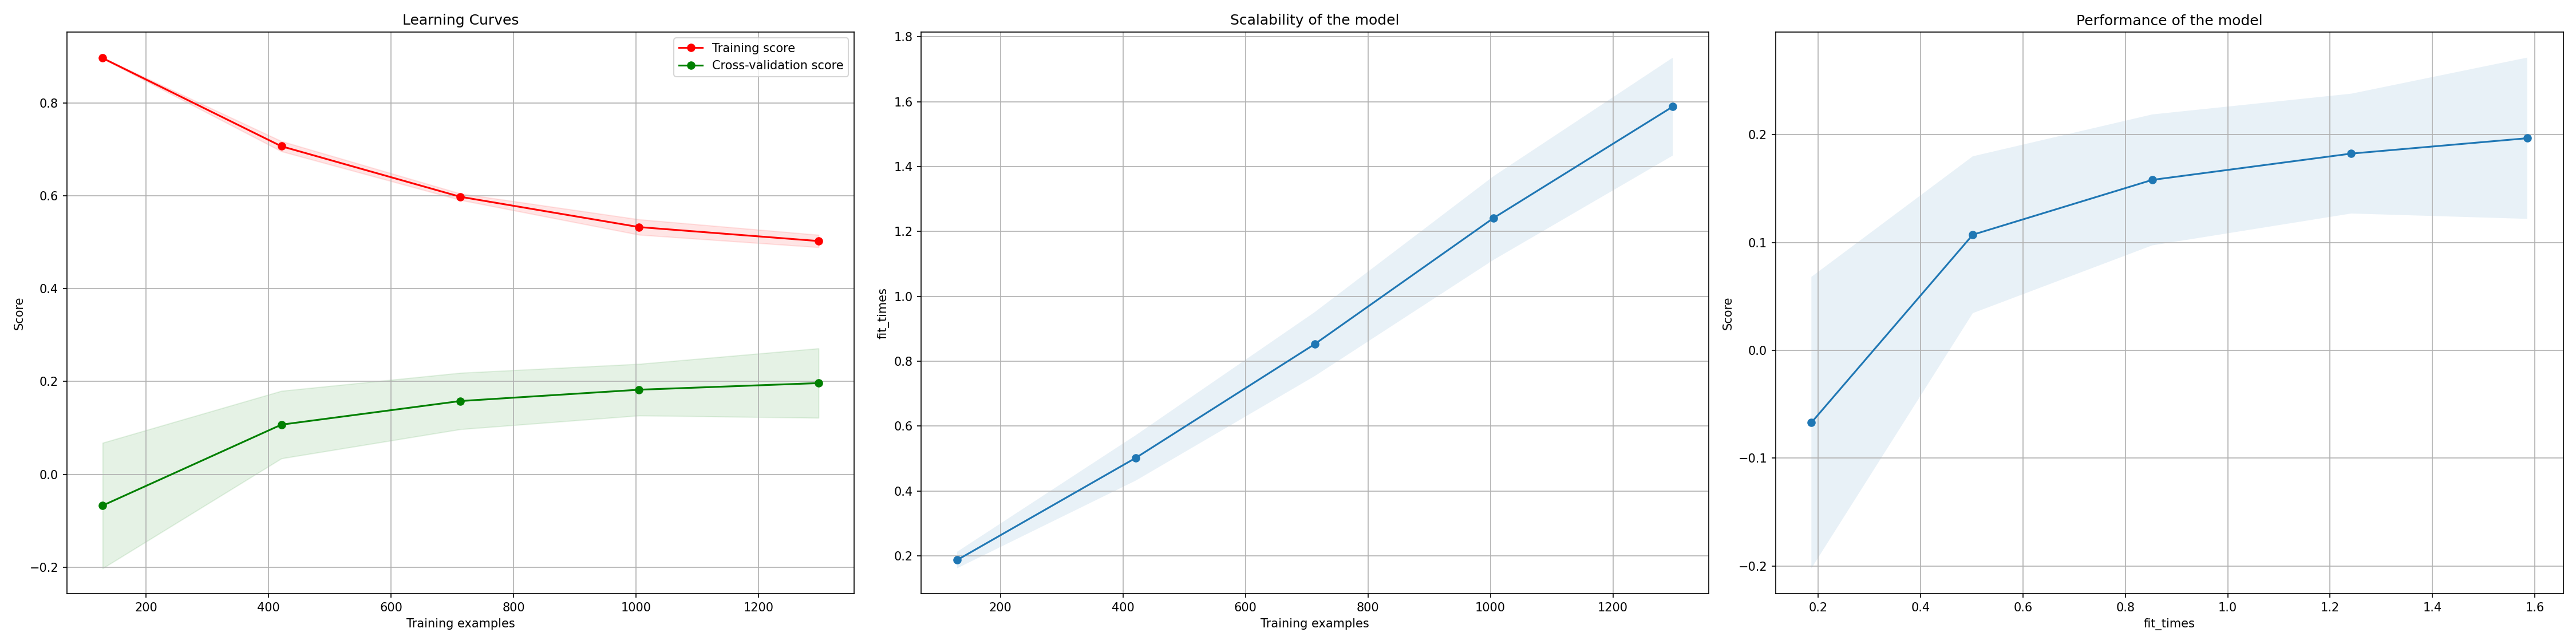 Learning Curves
Training score
Cross-validation score
0.8
0.6
0.4
0.2
0.0
−0.2
Score
200 400 600 800 1000 1200
Training examples
Scalability of the model
1.8
1.6
1.4
1.2
1.0
0.8
0.6
0.4
0.2
fit_times
200 400 600 800 1000 1200
Training examples
Performance of the model
0.2
0.1
0.0
−0.1
−0.2
Score
0.2 0.4 0.6 0.8 1.0 1.2 1.4 1.6
fit_times